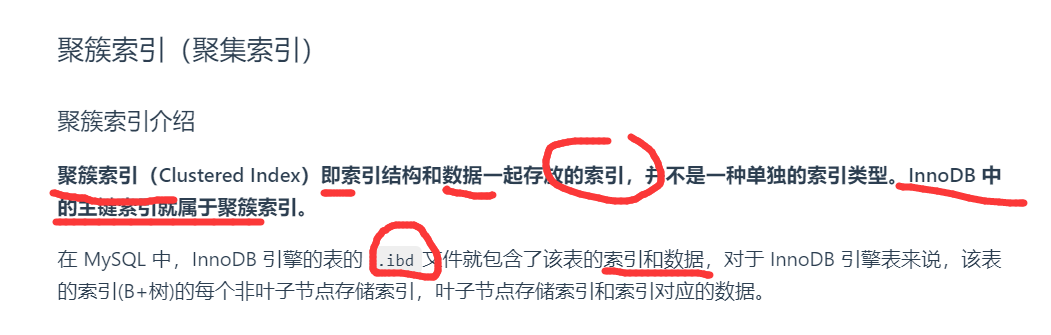 聚簇索引（聚集索引）
聚簇索引介绍
聚簇索引（Clustered Index）即索引结构和数据一起存放的索引，并不是一种单独的索引类型。InnoDB 中
的主键索引就属于聚簇索引。
在 MySQL 中，InnoDB 引擎的表的 .ibd文件就包含了该表的索引和数据，对于 InnoDB 引擎表来说，该表
的索引(B+树)的每个非叶子节点存储索引，叶子节点存储索引和索引对应的数据。